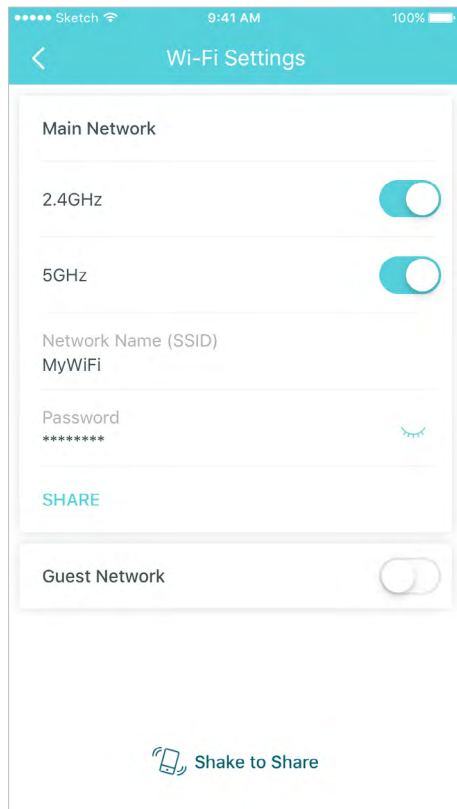 ●●●●● Sketch 9:41 AM 100%
Wi-Fi Settings
Main Network
2.4GHz
5GHz
Network Name (SSID)
MyWiFi
Password
********
SHARE
Guest Network
Shake to Share